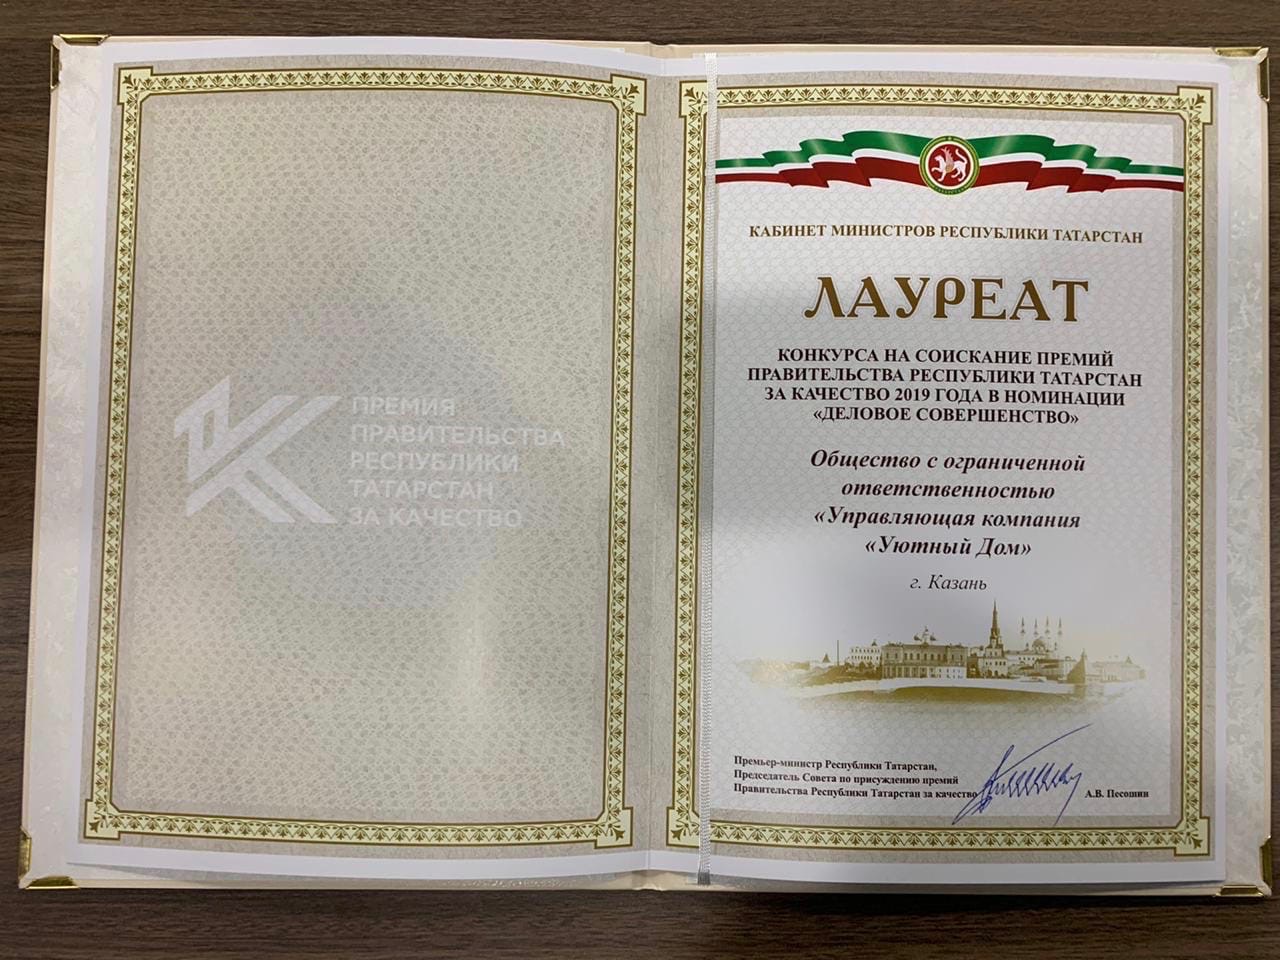 ПРЕМИЯ
ПРАВИТЕЛЬСТВА
РЕСПУБЛИКИ
ТАТАРСТАН
ЗА КАЧЕСТВО
КАБИНЕТ МИНИСТРОВ РЕСПУБЛИКИ ТАТАРСТАН
ЛАУРЕАТ
КОНКУРСА НА СОИСКАНИЕ ПРЕМИЙ
ПРАВИТЕЛЬСТВА РЕСПУБЛИКИ ТАТАРСТАН
ЗА КАЧЕСТВО 2019 ГОДА В НОМИНАЦИИ
«ДЕЛОВОЕ СОВЕРШЕНСТВО»
Общество с ограниченной
ответственностью
«Управляющая компания
«Уютный Дом»
г. Казань
Премьер-министр Республики Татарстан,
Председатель Совета по присуждению премий
Правительства Республики Татарстан за качество
А.В. Песошин